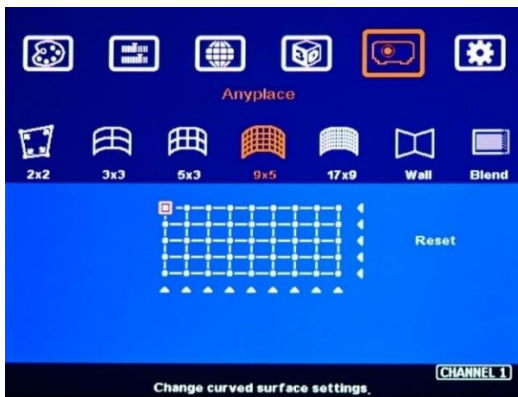 Anyplace
2x2 3x3 5x3 9x5 17x9 Wall Blend
Reset
CHANNEL 1
Change curved surface settings.